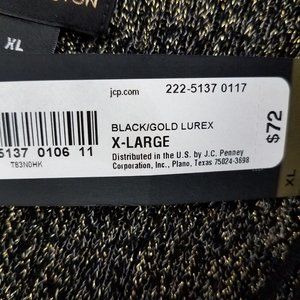 XL
jcp.com
222-5137 0117
BLACK/GOLD LUREX
X-LARGE
Distributed in the U.S. by J.C. Penney
Corporation, Inc., Plano, Texas 75024-3698
$72
5137 0106 11
T83N0HK
XL